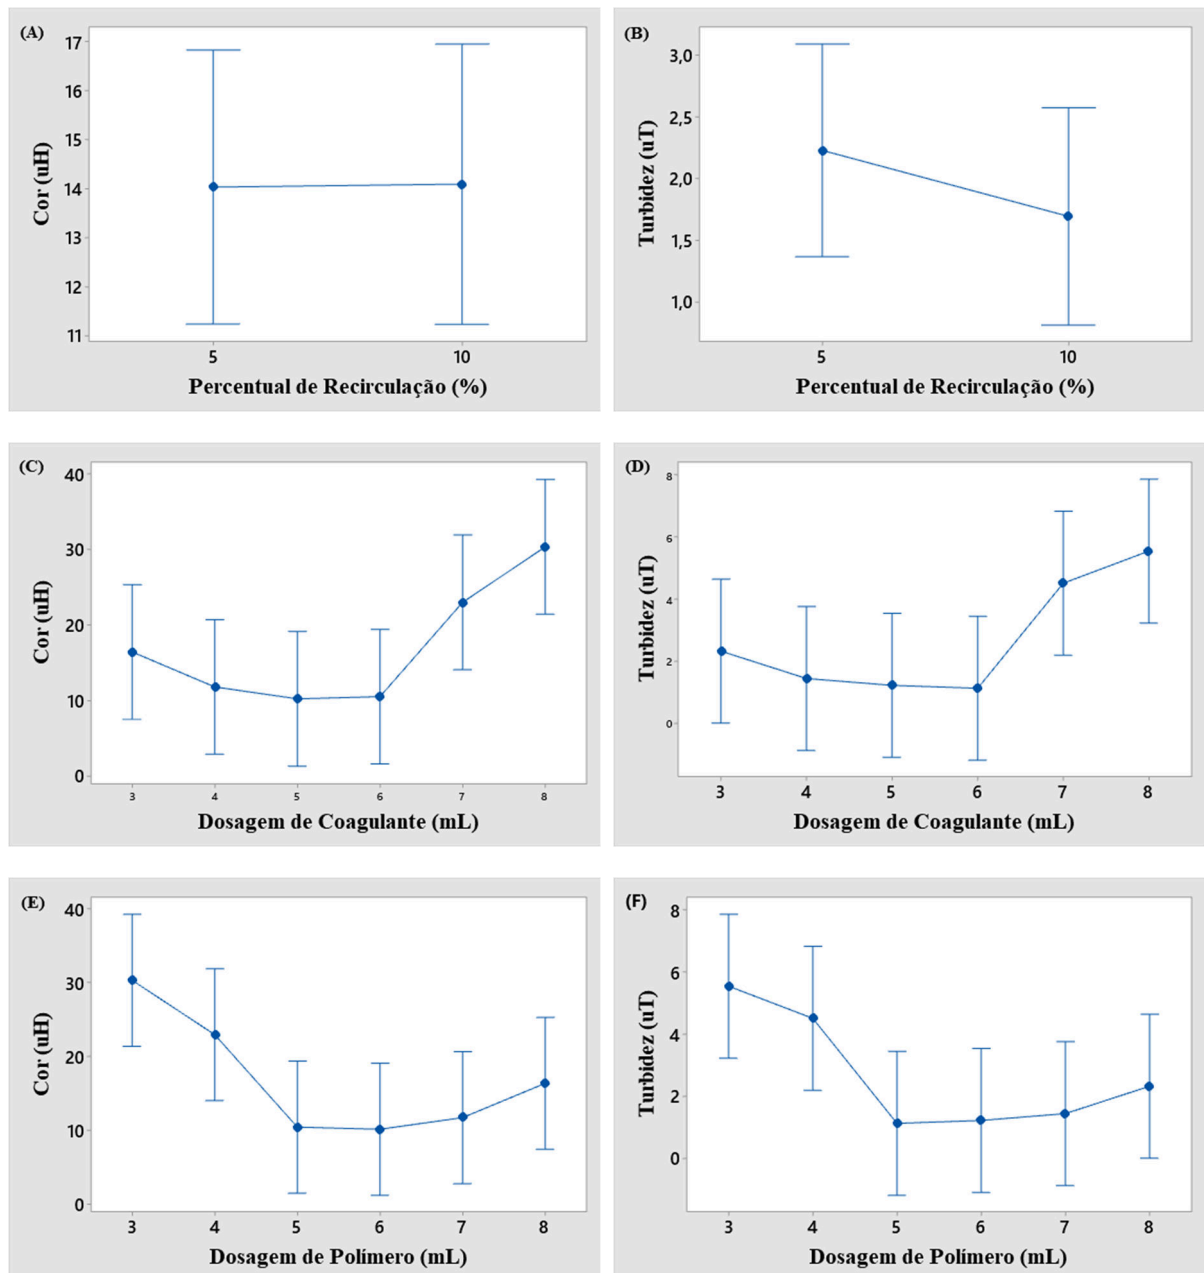 (A)
17
16
15
14
13
12
11
Cor (uH)
5 10
Percentual de Recirculação (%)
(B)
3,0
2,5
2,0
1,5
1,0
Turbidez (uT)
5 10
Percentual de Recirculação (%)
(C)
40
30
20
10
0
Cor (uH)
3 4 5 6 7 8
Dosagem de Coagulante (mL)
(D)
8
6
4
2
0
Turbidez (uT)
3 4 5 6 7 8
Dosagem de Coagulante (mL)
(E)
40
30
20
10
0
Cor (uH)
3 4 5 6 7 8
Dosagem de Polímero (mL)
(F)
8
6
4
2
0
Turbidez (uT)
3 4 5 6 7 8
Dosagem de Polímero (mL)